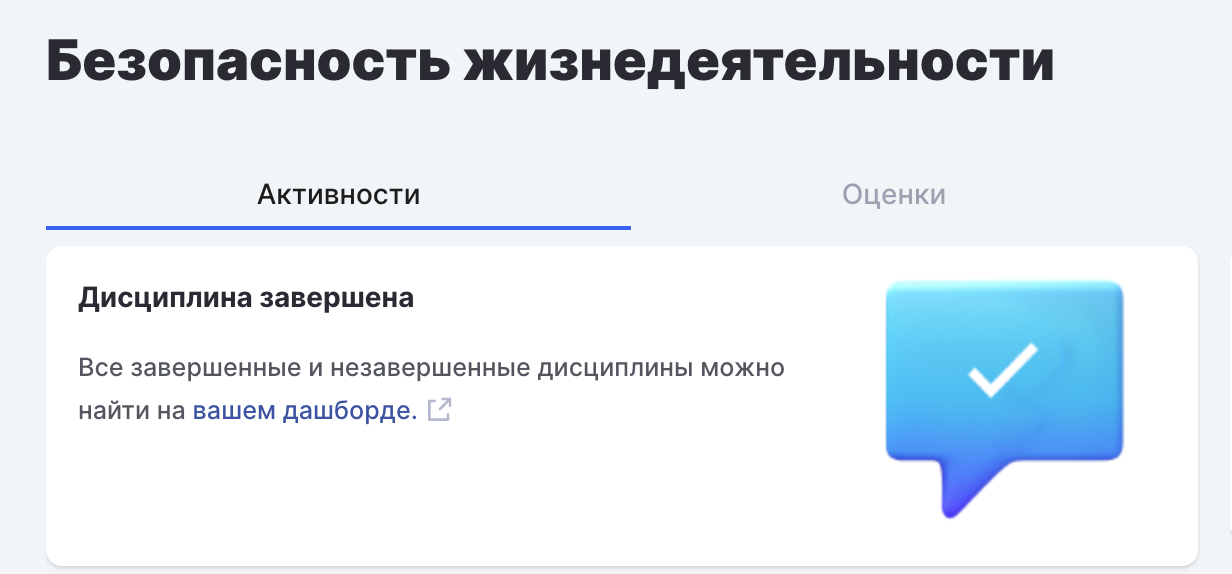 Безопасность жизнедеятельности
Активности
Оценки
Дисциплина завершена
Все завершенные и незавершенные дисциплины можно
найти на вашем дашборде.